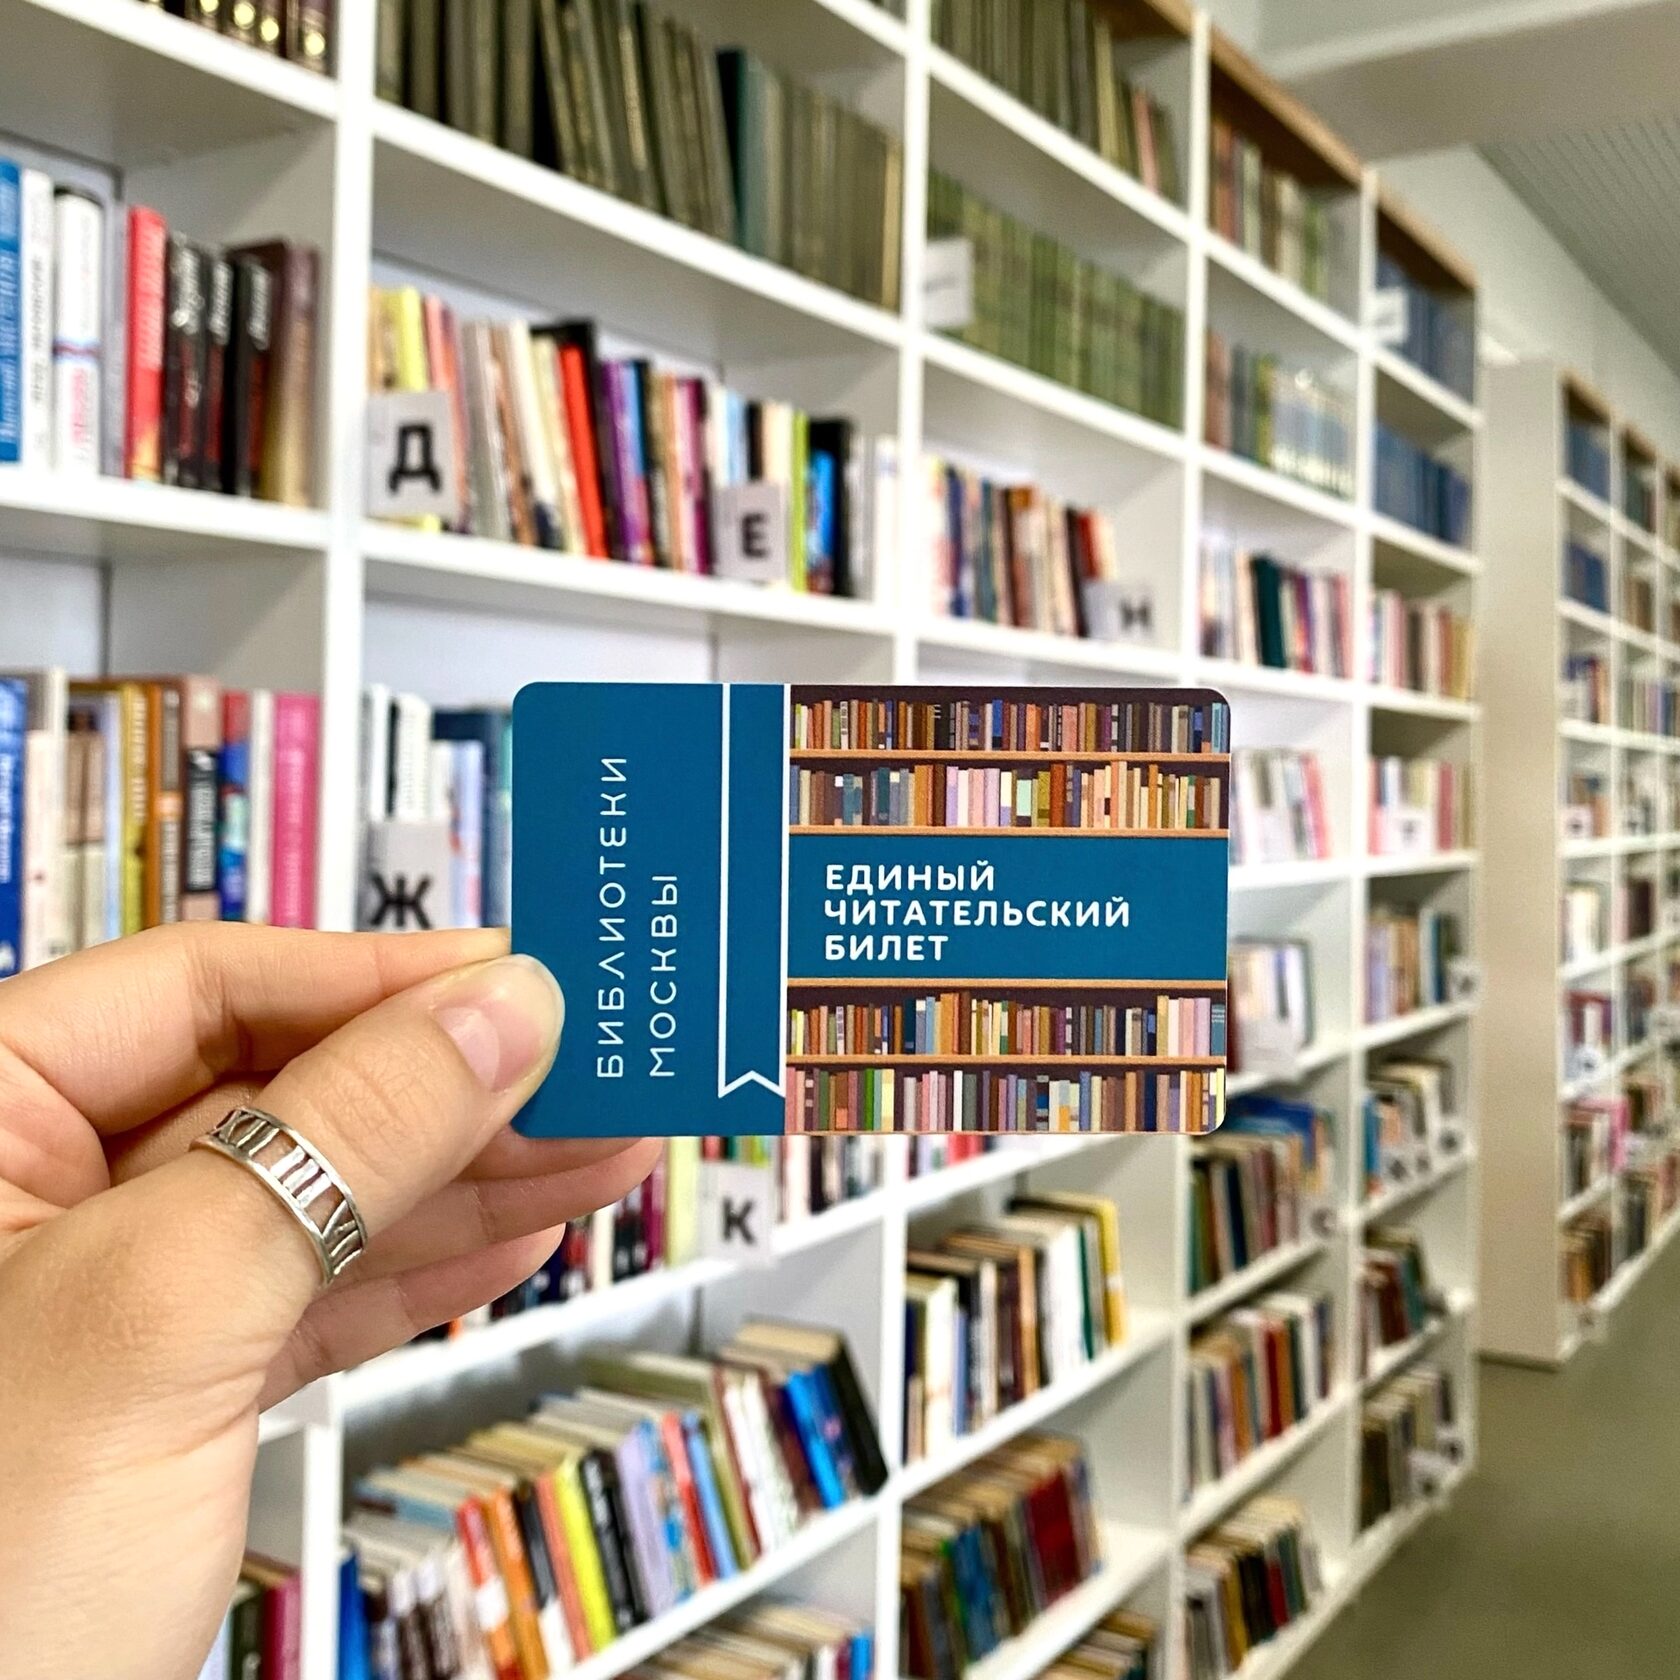 Д
Е
Н
Ж
БИБЛИОТЕКИ
МОСКВЫ
ЕДИНЫЙ
ЧИТАТЕЛЬСКИЙ
БИЛЕТ
К